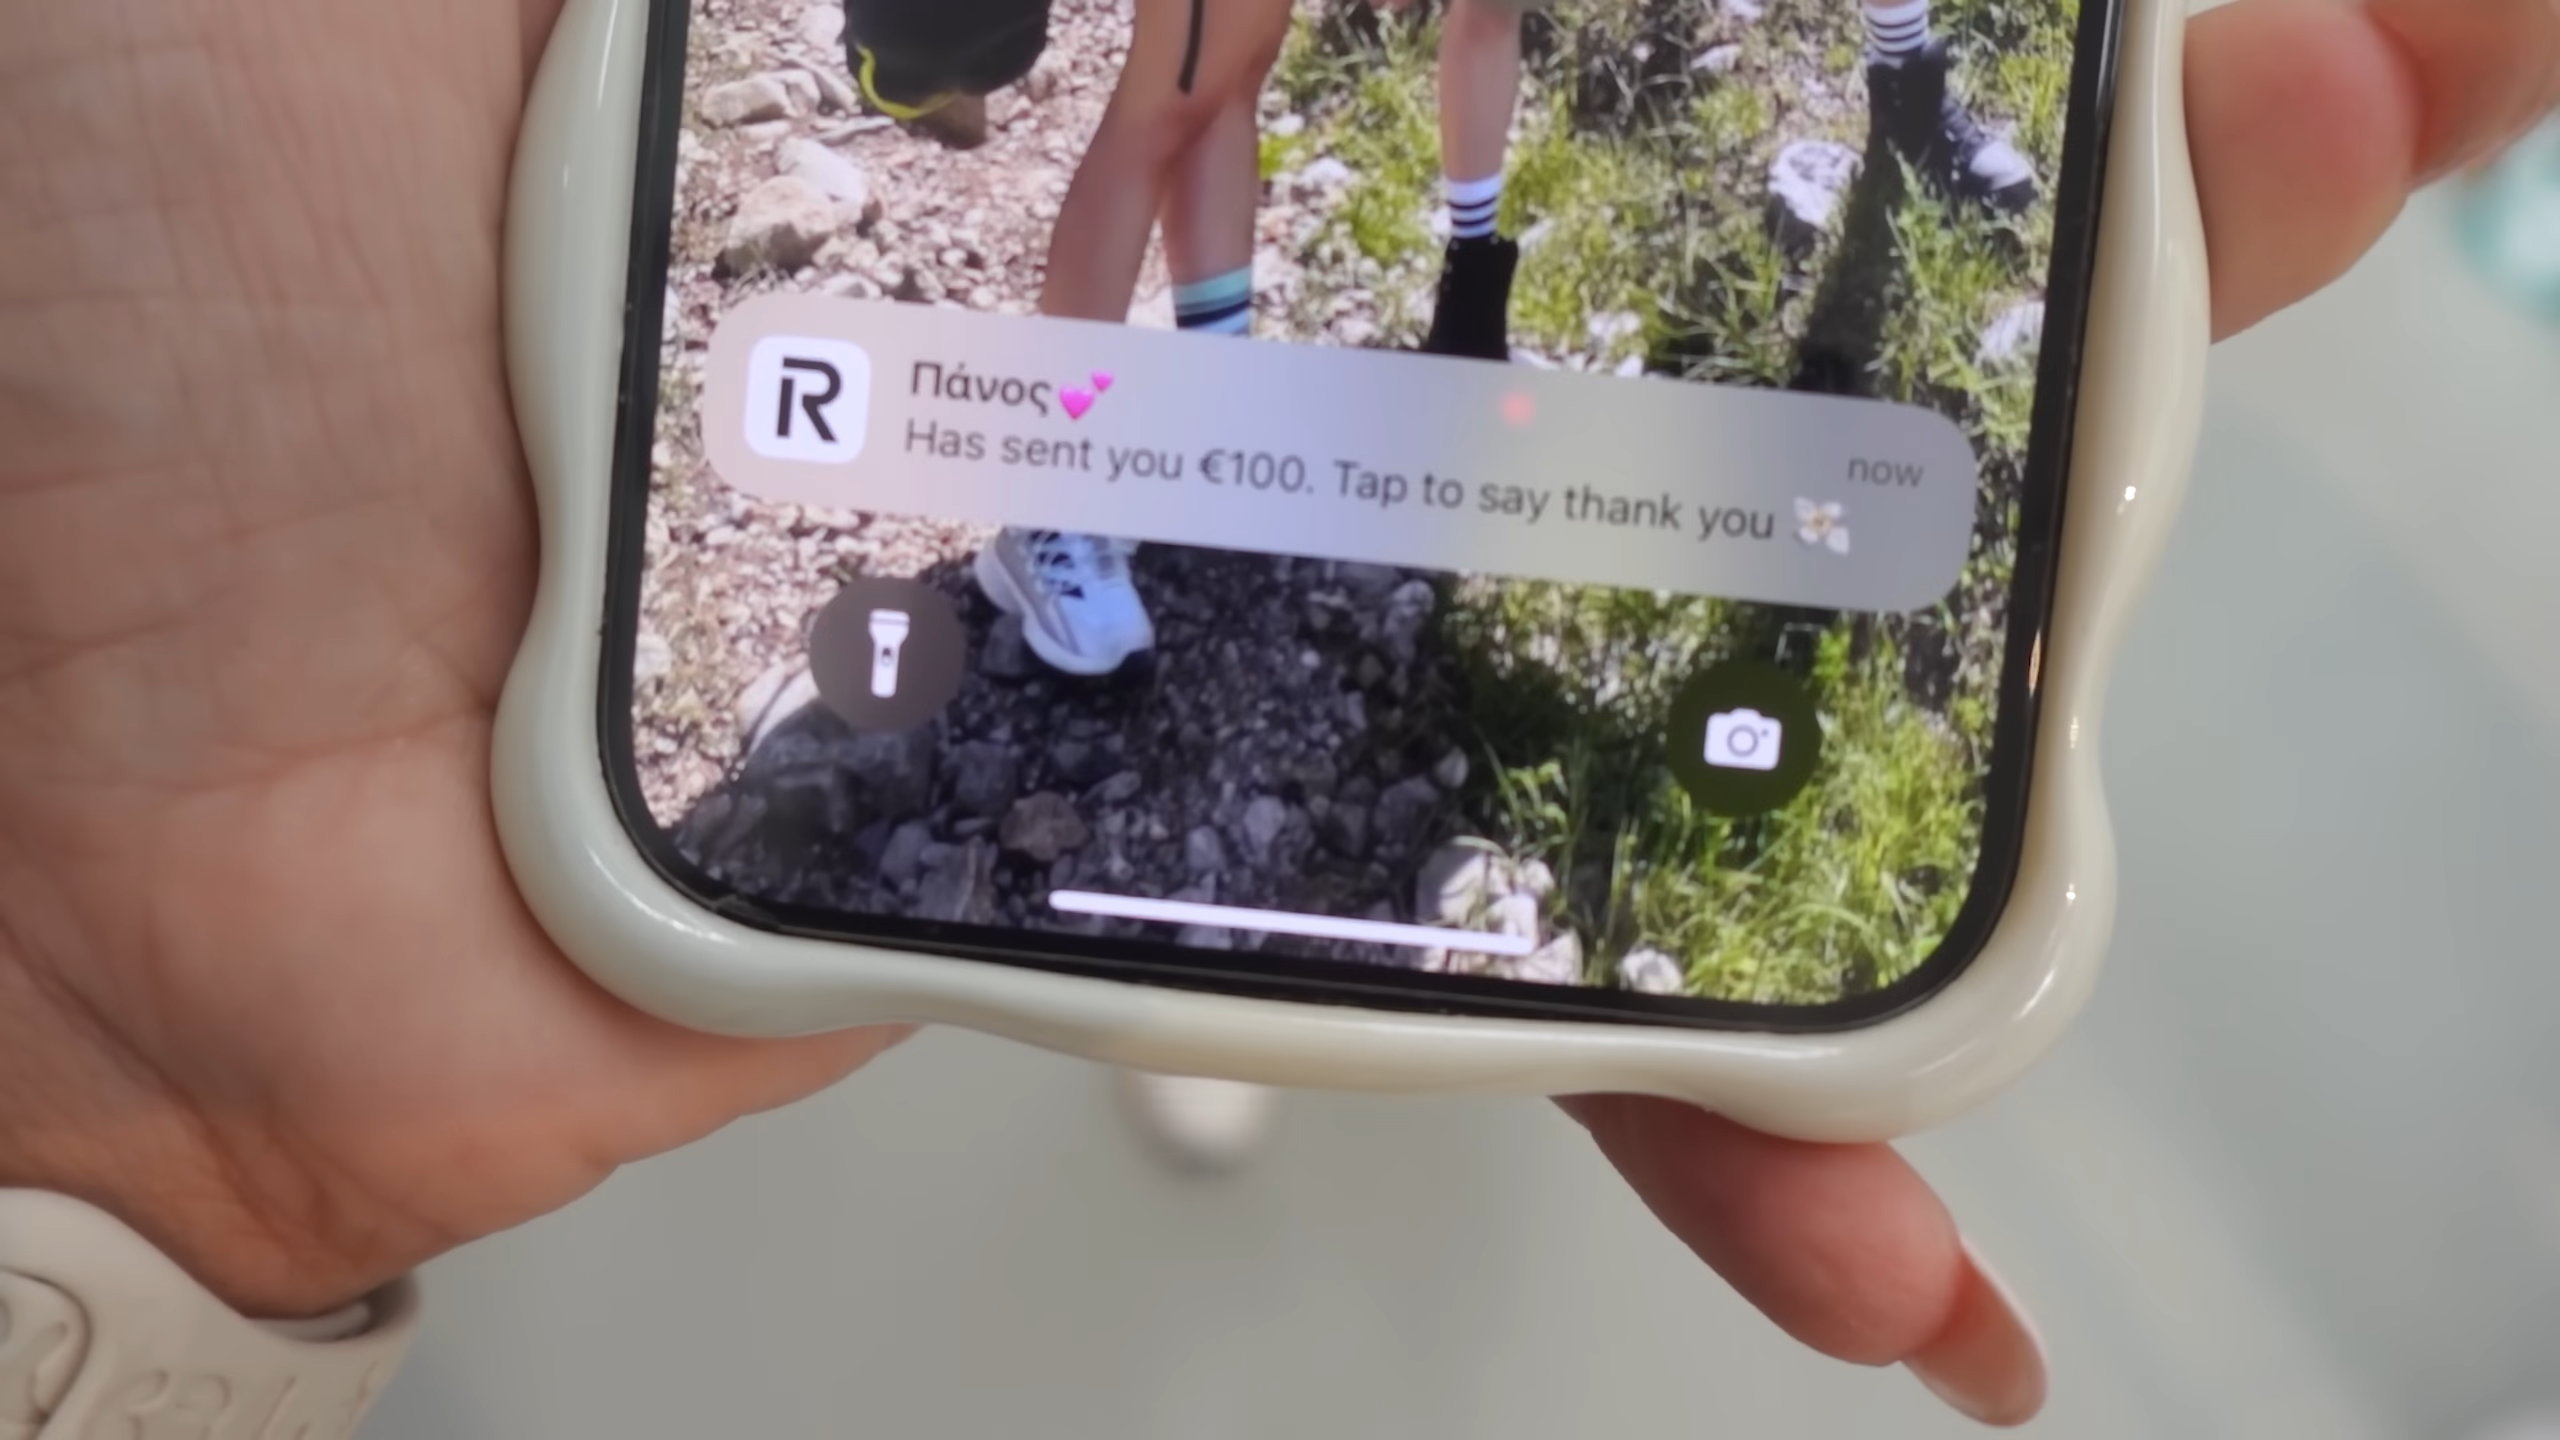 Πάνος💕
now
Has sent you €100. Tap to say thank you 💸